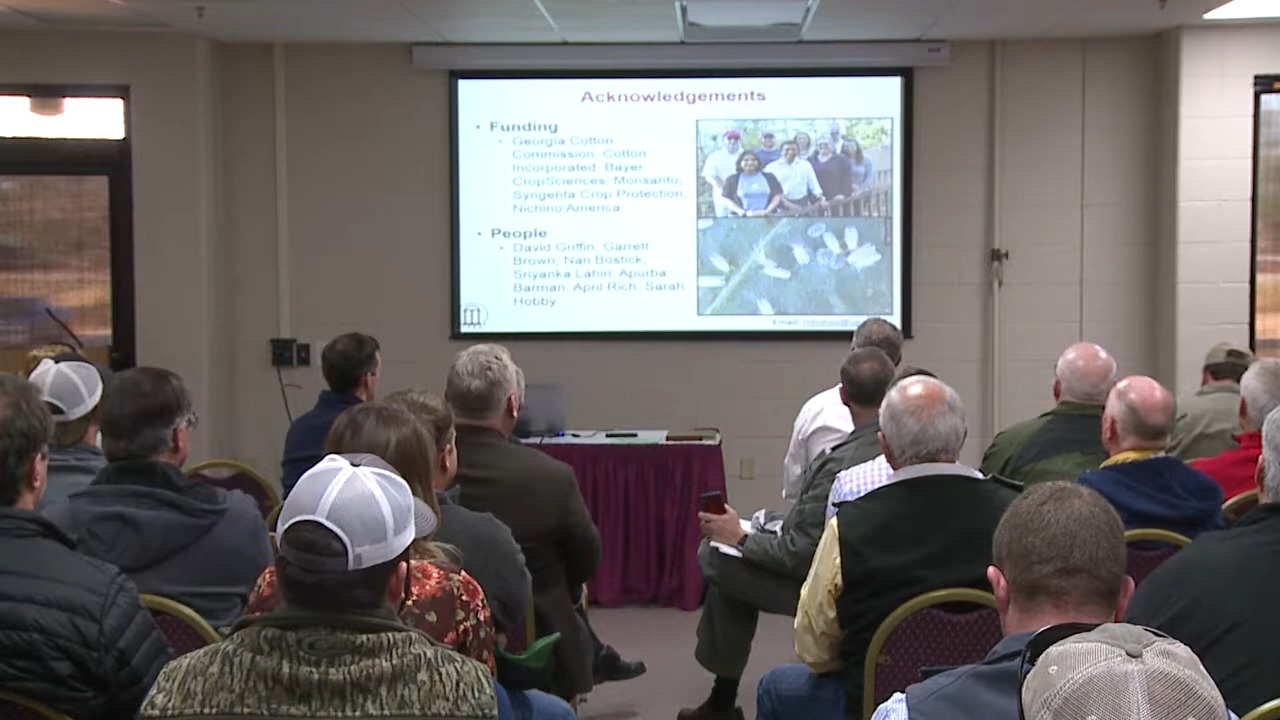 Acknowledgements
• Funding
• Georgia Cotton
Commission, Cotton
Incorporated, Bayer
CropSciences, Monsanto,
Syngenta Crop Protection,
Nichino America
• People
• David Griffin, Garrett
Brown, Nan Bostick,
Sriyanka Lahiri, Apurba
Barman, April Rich, Sarah
Hobby
Email: